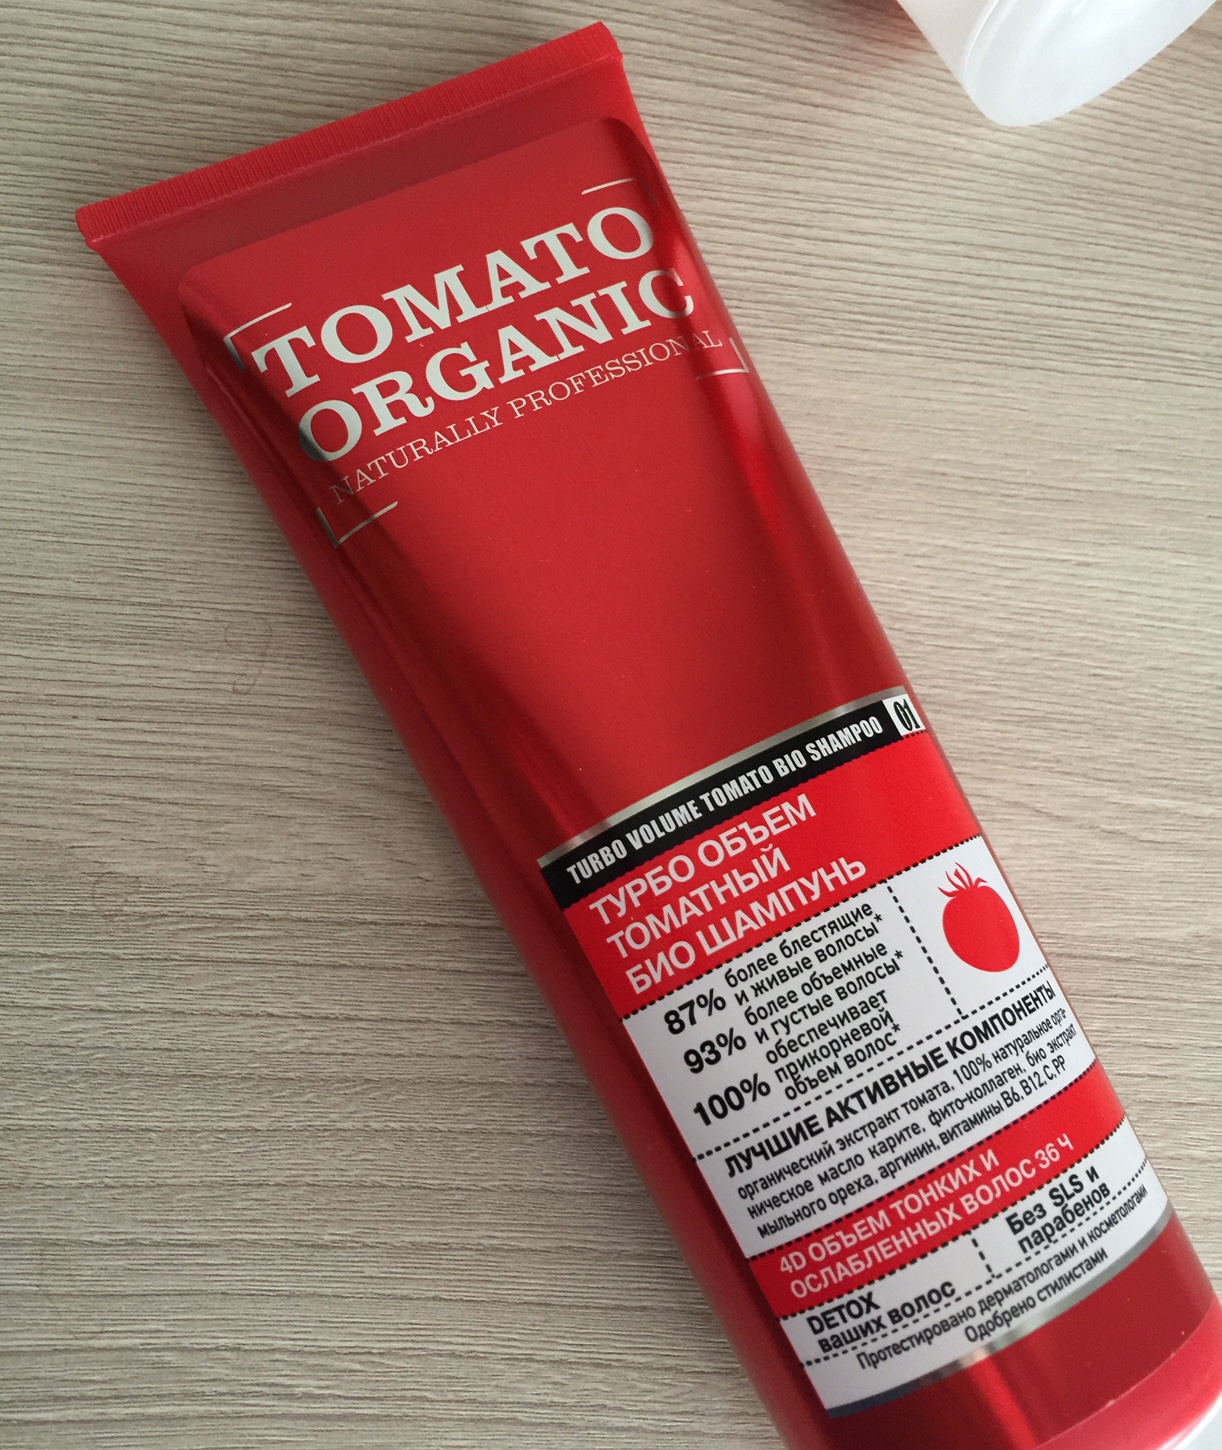 TOMATO
ORGANIC
NATURALLY PROFESSIONAL
TURBO VOLUME TOMATO BIO SHAMPOO 01
ТУРБО ОБЪЕМ
ТОМАТНЫЙ
БИО ШАМПУНЬ
87% более блестящие
и живые волосы*
93% более объемные
и густые волосы*
100% обеспечивает
прикорневой
объем волос*
ЛУЧШИЕ АКТИВНЫЕ КОМПОНЕНТЫ
органический экстракт томата, 100% натуральное орга-
ническое масло карите, фито-коллаген, био экстракт
мыльного ореха, аргинин, витамины B6, B12, C, PP
4D ОБЪЕМ ТОНКИХ И
ОСЛАБЛЕННЫХ ВОЛОС 36 Ч
DETOX
ваших волос
Без SLS и
парабенов
Протестировано дерматологами и косметологами
Одобрено стилистами